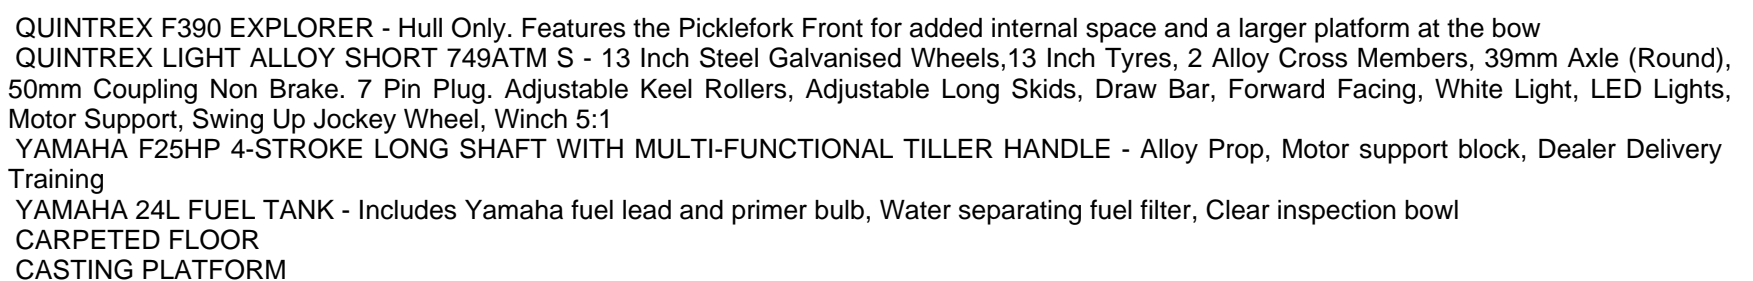 QUINTREX F390 EXPLORER - Hull Only. Features the Picklefork Front for added internal space and a larger platform at the bow
QUINTREX LIGHT ALLOY SHORT 749ATM S - 13 Inch Steel Galvanised Wheels,13 Inch Tyres, 2 Alloy Cross Members, 39mm Axle (Round),
50mm Coupling Non Brake. 7 Pin Plug. Adjustable Keel Rollers, Adjustable Long Skids, Draw Bar, Forward Facing, White Light, LED Lights,
Motor Support, Swing Up Jockey Wheel, Winch 5:1
YAMAHA F25HP 4-STROKE LONG SHAFT WITH MULTI-FUNCTIONAL TILLER HANDLE - Alloy Prop, Motor support block, Dealer Delivery
Training
YAMAHA 24L FUEL TANK - Includes Yamaha fuel lead and primer bulb, Water separating fuel filter, Clear inspection bowl
CARPETED FLOOR
CASTING PLATFORM